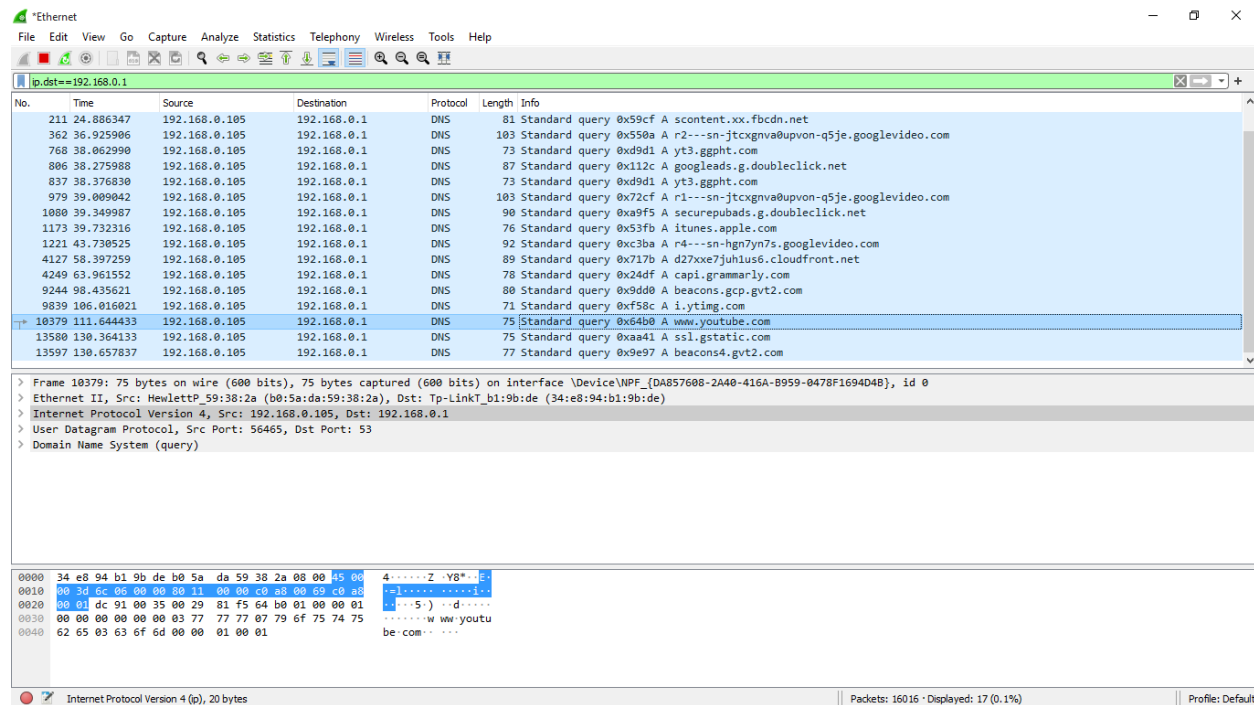 *Ethernet
File Edit View Go Capture Analyze Statistics Telephony Wireless Tools Help
ip.dst==192.168.0.1
No. Time Source Destination Protocol Length Info
211 24.886347 192.168.0.105 192.168.0.1 DNS 81 Standard query 0x59cf A scontent.xx.fbcdn.net
362 36.925906 192.168.0.105 192.168.0.1 DNS 103 Standard query 0x550a A r2---sn-jtcxgnva0upvon-q5je.googlevideo.com
768 38.062990 192.168.0.105 192.168.0.1 DNS 73 Standard query 0xd9d1 A yt3.ggpht.com
806 38.275988 192.168.0.105 192.168.0.1 DNS 87 Standard query 0x112c A googleads.g.doubleclick.net
837 38.376830 192.168.0.105 192.168.0.1 DNS 73 Standard query 0xd9d1 A yt3.ggpht.com
979 39.009042 192.168.0.105 192.168.0.1 DNS 103 Standard query 0x72cf A r1---sn-jtcxgnva0upvon-q5je.googlevideo.com
1080 39.349987 192.168.0.105 192.168.0.1 DNS 90 Standard query 0xa9f5 A securepubads.g.doubleclick.net
1173 39.732316 192.168.0.105 192.168.0.1 DNS 76 Standard query 0x53fb A itunes.apple.com
1221 43.730525 192.168.0.105 192.168.0.1 DNS 92 Standard query 0xc3ba A r4---sn-hgn7yn7s.googlevideo.com
4127 58.397259 192.168.0.105 192.168.0.1 DNS 89 Standard query 0x717b A d27xxe7juh1us6.cloudfront.net
4249 63.961552 192.168.0.105 192.168.0.1 DNS 78 Standard query 0x24df A capi.grammarly.com
9244 98.435621 192.168.0.105 192.168.0.1 DNS 80 Standard query 0x9dd0 A beacons.gcp.gvt2.com
9839 106.016021 192.168.0.105 192.168.0.1 DNS 71 Standard query 0xf58c A i.ytimg.com
10379 111.644433 192.168.0.105 192.168.0.1 DNS 75 Standard query 0x64b0 A www.youtube.com
13580 130.364133 192.168.0.105 192.168.0.1 DNS 75 Standard query 0xaa41 A ssl.gstatic.com
13597 130.657837 192.168.0.105 192.168.0.1 DNS 77 Standard query 0x9e97 A beacons4.gvt2.com
> Frame 10379: 75 bytes on wire (600 bits), 75 bytes captured (600 bits) on interface \Device\NPF_{DA857608-2A40-416A-B959-0478F1694D4B}, id 0
> Ethernet II, Src: HewlettP_59:38:2a (b0:5a:da:59:38:2a), Dst: Tp-LinkT_b1:9b:de (34:e8:94:b1:9b:de)
> Internet Protocol Version 4, Src: 192.168.0.105, Dst: 192.168.0.1
> User Datagram Protocol, Src Port: 56465, Dst Port: 53
> Domain Name System (query)
0000 34 e8 94 b1 9b de b0 5a da 59 38 2a 08 00 45 00 4······Z ·Y8*··E·
0010 00 3d 6c 06 00 00 80 11 00 00 c0 a8 00 69 c0 a8 ·=l····· ·····i··
0020 00 01 dc 91 00 35 00 29 81 f5 64 b0 01 00 00 01 ·····5·) ··d·····
0030 00 00 00 00 00 00 03 77 77 77 07 79 6f 75 74 75 ·······w ww·youtu
0040 62 65 03 63 6f 6d 00 00 01 00 01 be·com·· ···
Internet Protocol Version 4 (ip), 20 bytes Packets: 16016 · Displayed: 17 (0.1%) Profile: Default